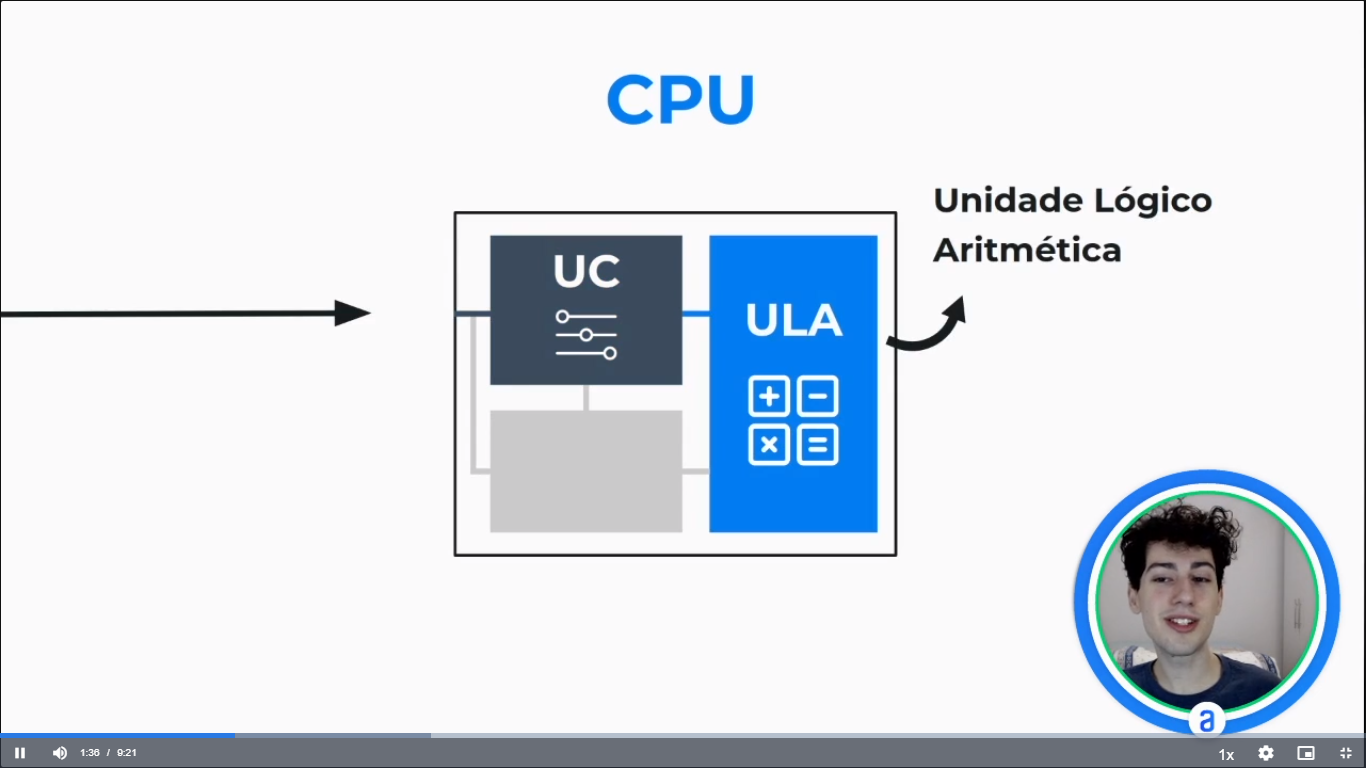 CPU
Unidade Lógico
Aritmética
UC
ULA
a
1:36 / 9:21
1x